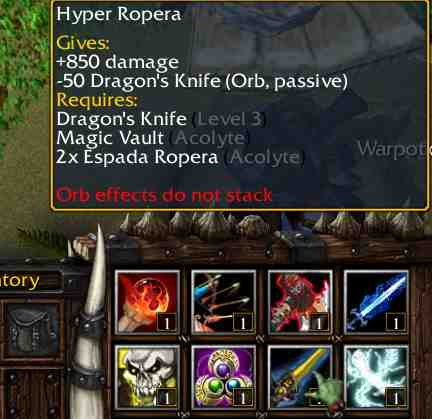 Hyper Ropera
Gives:
+850 damage
-50 Dragon's Knife (Orb, passive)
Requires:
Dragon's Knife (Level 3)
Magic Vault (Acolyte)
2x Espada Ropera (Acolyte)
Warpot
Orb effects do not stack
ntory
1 1 1 1
1 1 1